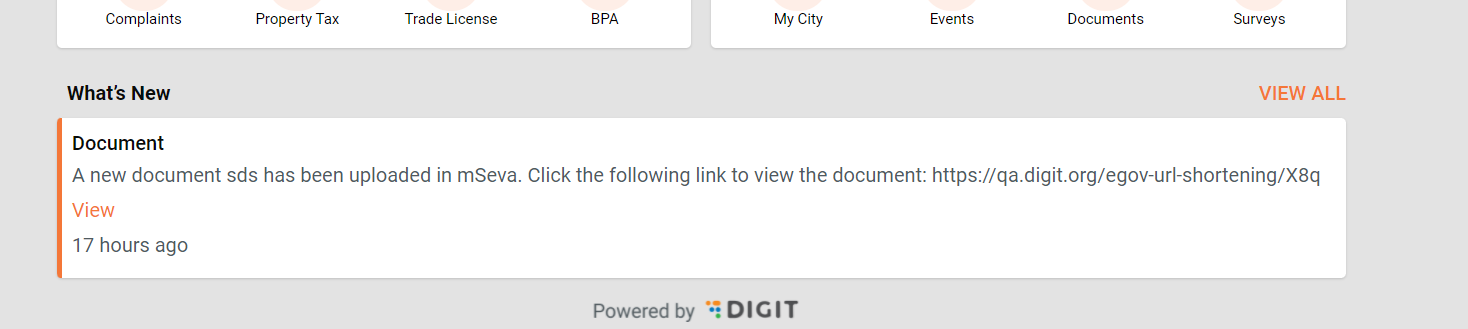 Complaints Property Tax Trade License BPA My City Events Documents Surveys
What’s New VIEW ALL
Document
A new document sds has been uploaded in mSeva. Click the following link to view the document: https://qa.digit.org/egov-url-shortening/X8q
View
17 hours ago
Powered by DIGIT